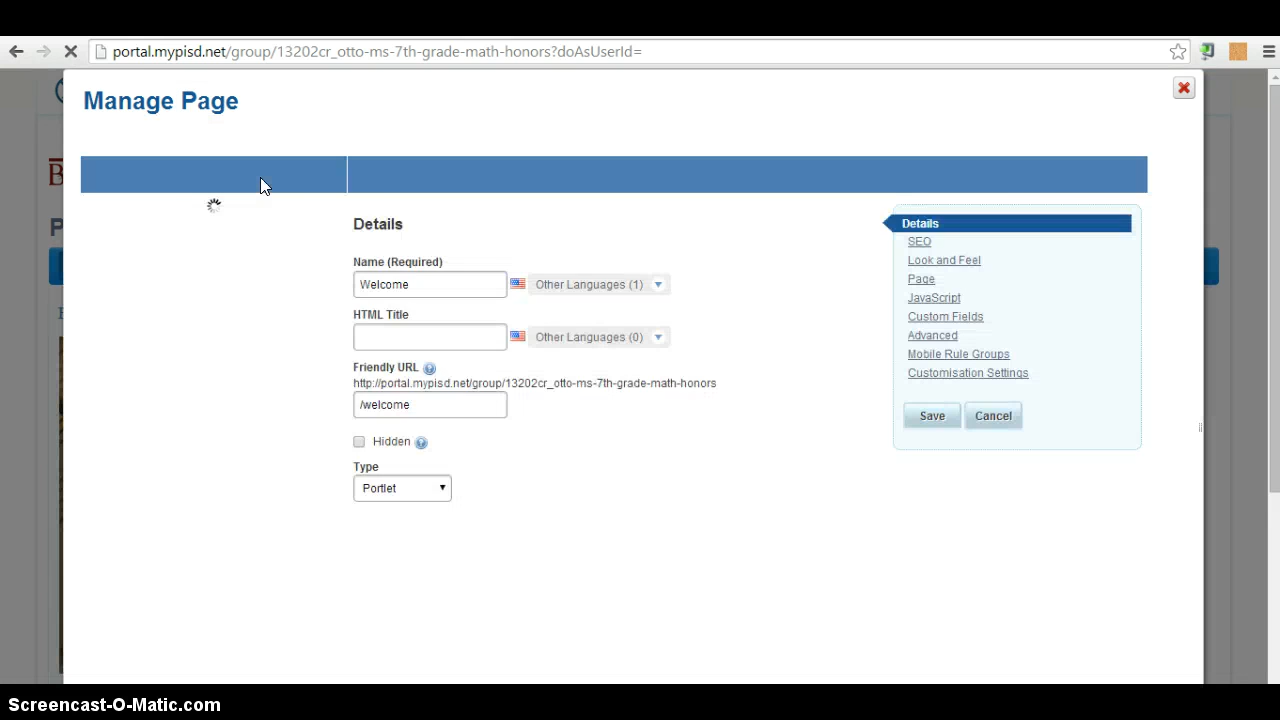 portal.mypisd.net/group/13202cr_otto-ms-7th-grade-math-honors?doAsUserId=
Manage Page
B
P
Details
Name (Required)
Welcome
Other Languages (1)
HTML Title
Other Languages (0)
Friendly URL
http://portal.mypisd.net/group/13202cr_otto-ms-7th-grade-math-honors
/welcome
Hidden
Type
Portlet
Details
SEO
Look and Feel
Page
JavaScript
Custom Fields
Advanced
Mobile Rule Groups
Customisation Settings
Save Cancel
Screencast-O-Matic.com